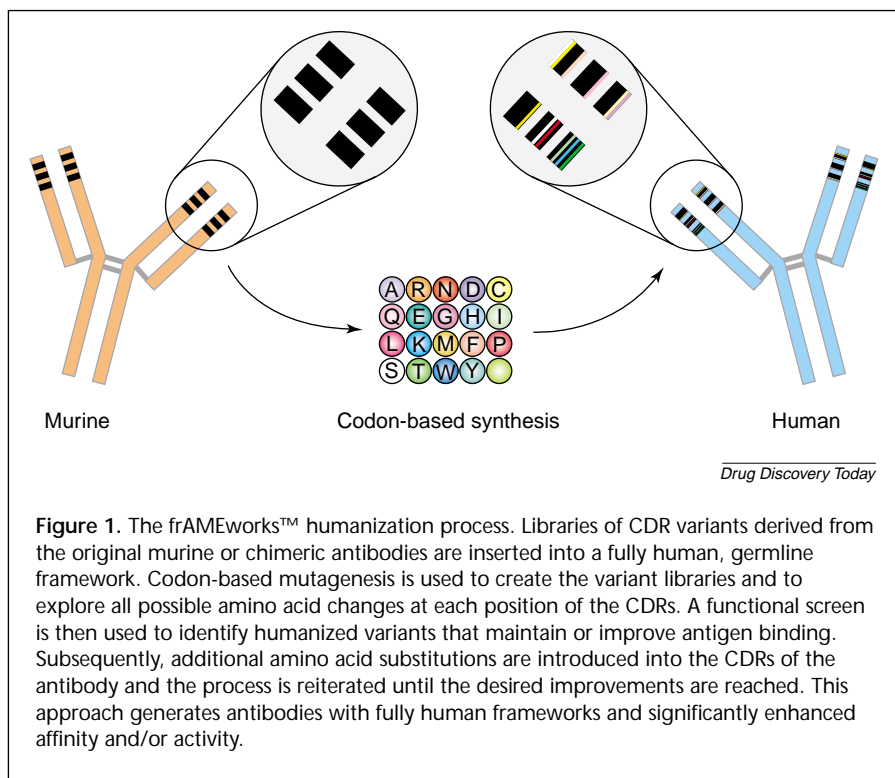 A R N D C
Q E G H I
L K M F P
S T W Y
Murine
Codon-based synthesis
Human
Drug Discovery Today
Figure 1. The frAMEworks™ humanization process. Libraries of CDR variants derived from
the original murine or chimeric antibodies are inserted into a fully human, germline
framework. Codon-based mutagenesis is used to create the variant libraries and to
explore all possible amino acid changes at each position of the CDRs. A functional screen
is then used to identify humanized variants that maintain or improve antigen binding.
Subsequently, additional amino acid substitutions are introduced into the CDRs of the
antibody and the process is reiterated until the desired improvements are reached. This
approach generates antibodies with fully human frameworks and significantly enhanced
affinity and/or activity.